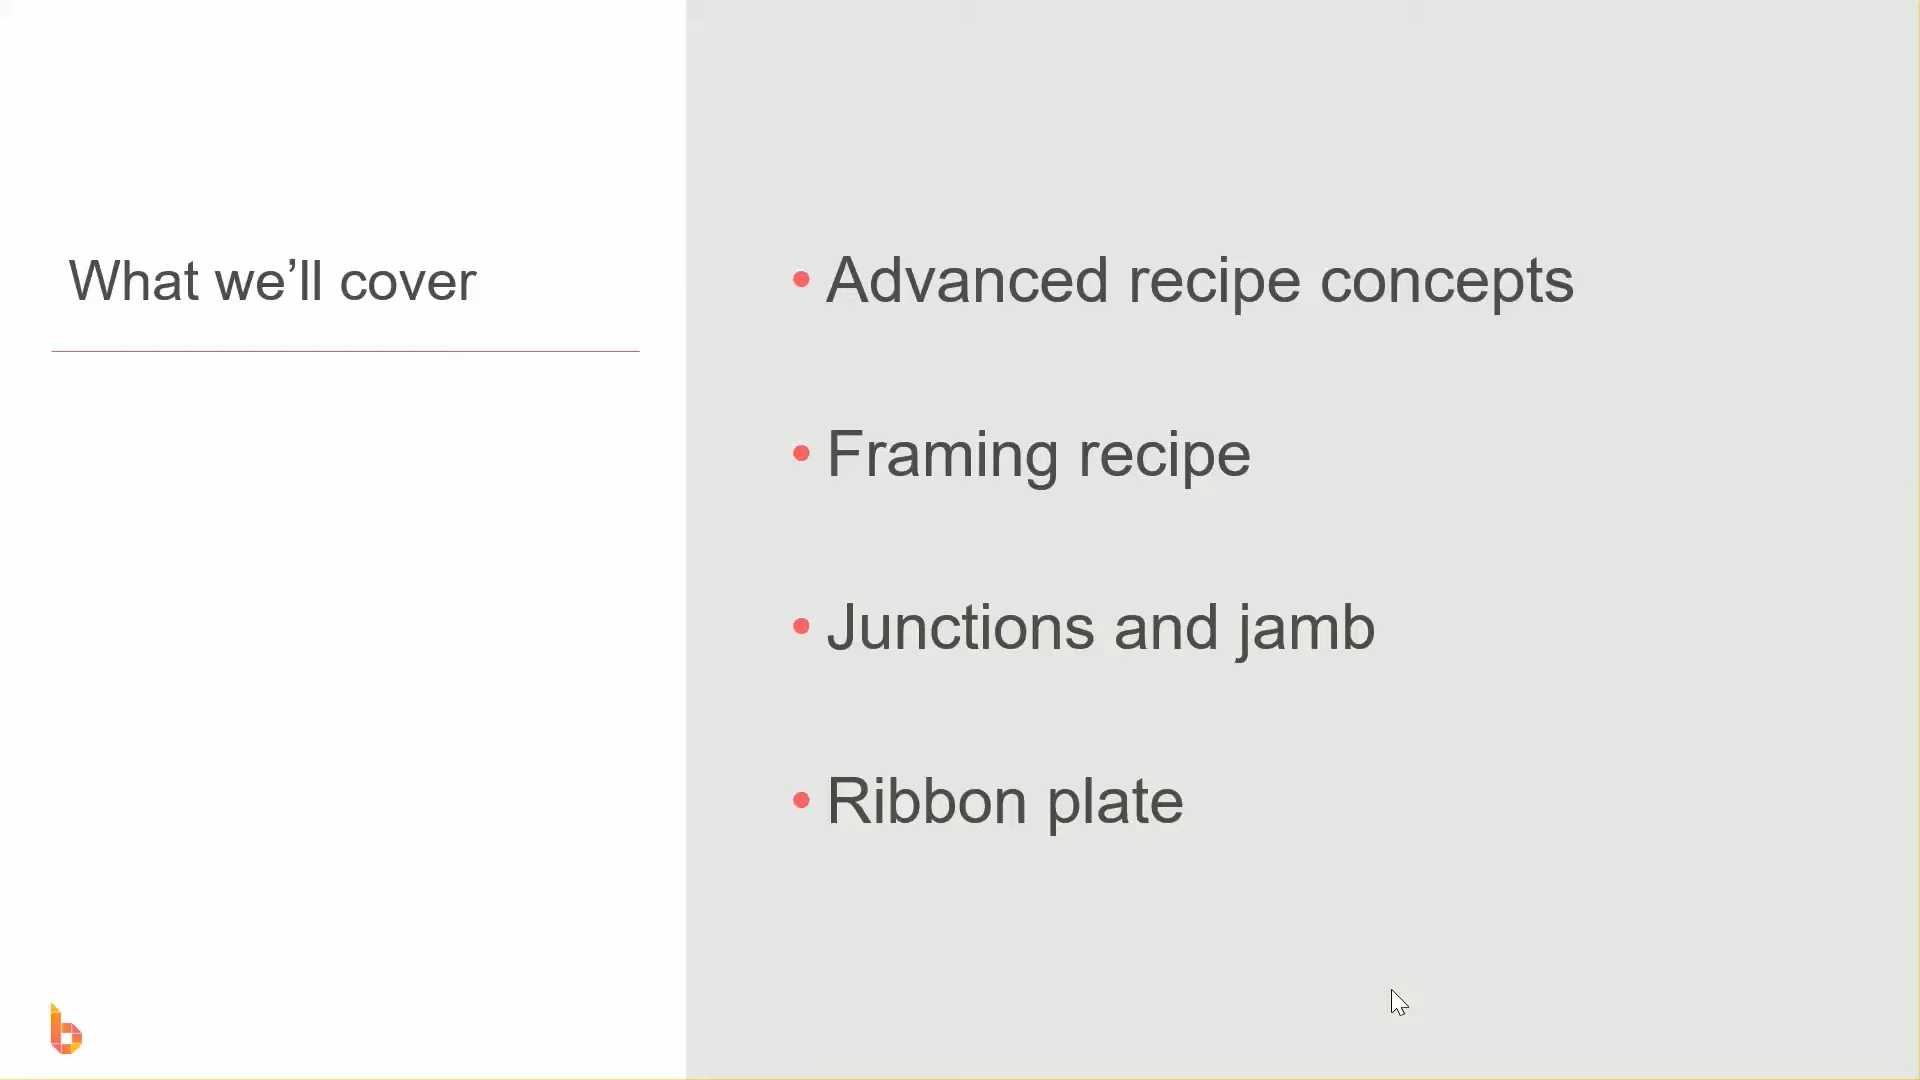 What we’ll cover
• Advanced recipe concepts
• Framing recipe
• Junctions and jamb
• Ribbon plate